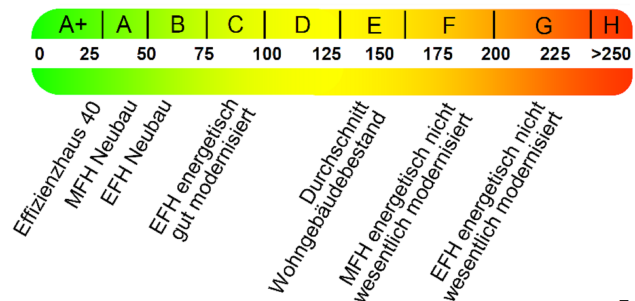 A+ A B C D E F G H
0 25 50 75 100 125 150 175 200 225 >250
Effizienzhaus 40
MFH Neubau
EFH Neubau
EFH energetisch
gut modernisiert
Durchschnitt
Wohngebäudebestand
MFH energetisch nicht
wesentlich modernisiert
EFH energetisch nicht
wesentlich modernisiert